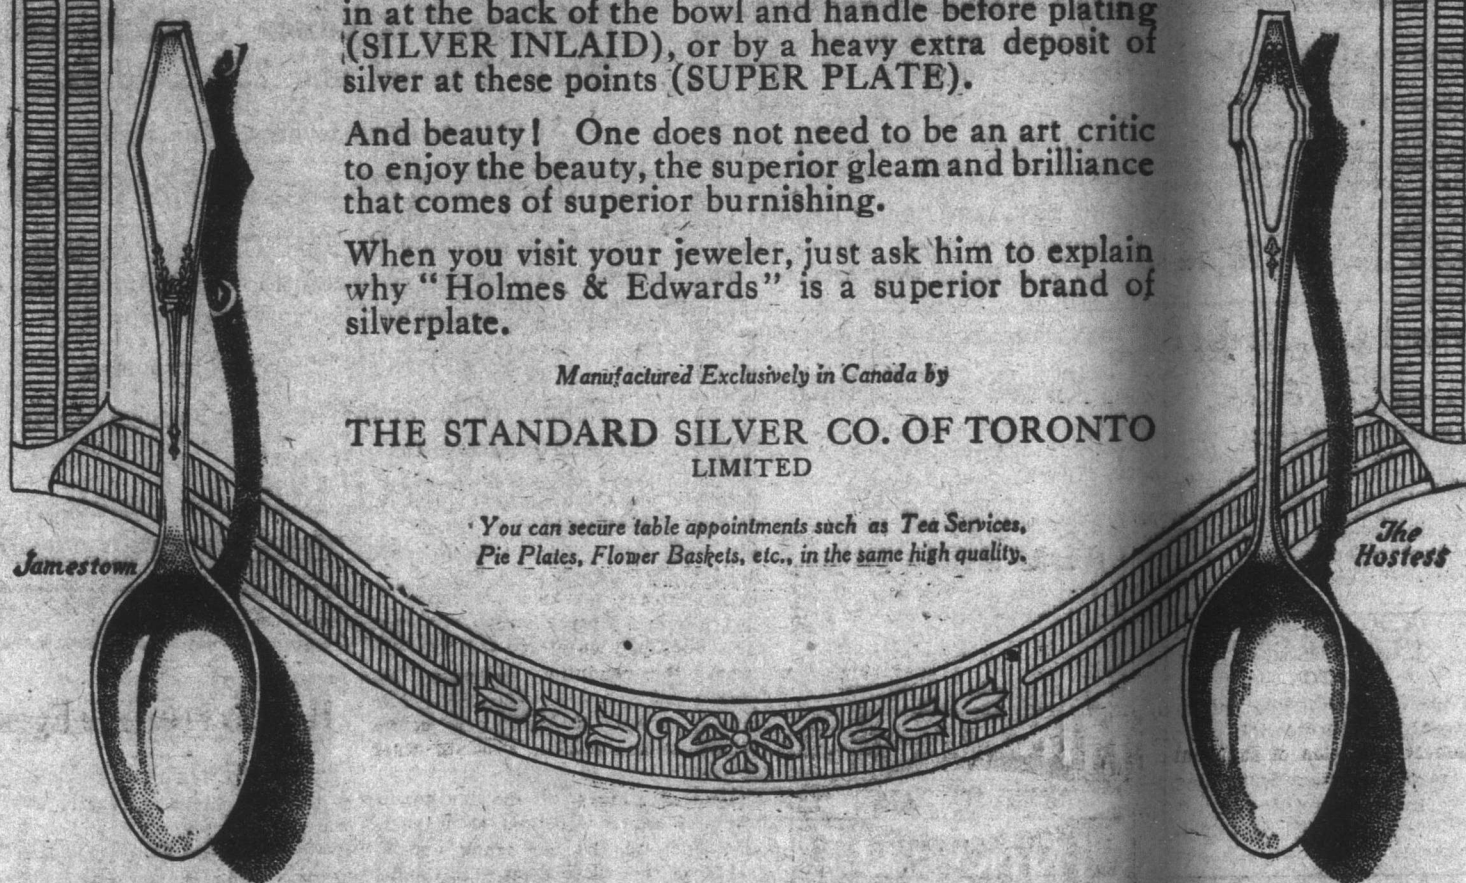 in at the back of the bowl and handle before plating
(SILVER INLAID), or by a heavy extra deposit of
silver at these points (SUPER PLATE).
And beauty! One does not need to be an art critic
to enjoy the beauty, the superior gleam and brilliance
that comes of superior burnishing.
When you visit your jeweler, just ask him to explain
why "Holmes & Edwards" is a superior brand of
silverplate.
Manufactured Exclusively in Canada by
THE STANDARD SILVER CO. OF TORONTO
LIMITED
You can secure table appointments such as Tea Services,
Pie Plates, Flower Baskets, etc., in the same high quality.
Jamestown
The
Hostess